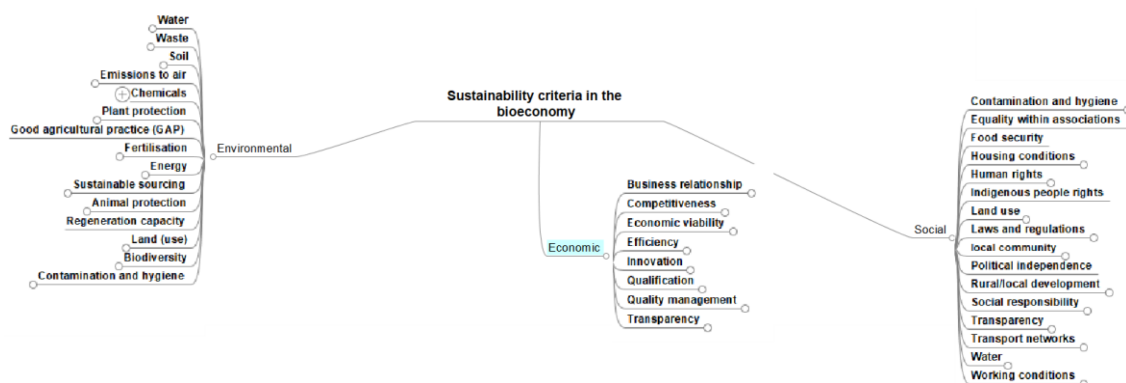 Sustainability criteria in the
bioeconomy
Environmental
Water
Waste
Soil
Emissions to air
Chemicals
Plant protection
Good agricultural practice (GAP)
Fertilisation
Energy
Sustainable sourcing
Animal protection
Regeneration capacity
Land (use)
Biodiversity
Contamination and hygiene
Economic
Business relationship
Competitiveness
Economic viability
Efficiency
Innovation
Qualification
Quality management
Transparency
Social
Contamination and hygiene
Equality within associations
Food security
Housing conditions
Human rights
Indigenous people rights
Land use
Laws and regulations
local community
Political independence
Rural/local development
Social responsibility
Transparency
Transport networks
Water
Working conditions